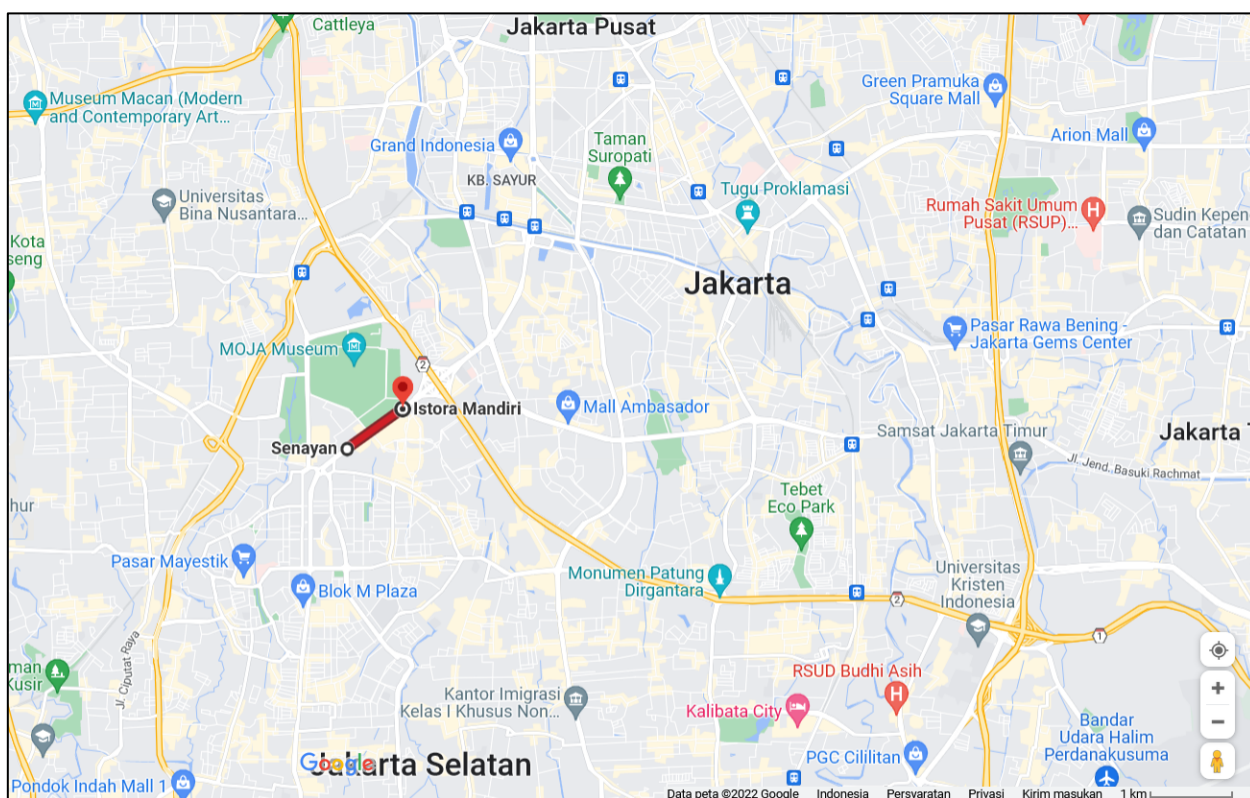 Cattleya
Jakarta Pusat
Museum Macan (Modern
and Contemporary Art...
Green Pramuka
Square Mall
Grand Indonesia
Taman
Suropati
Arion Mall
KB. SAYUR
Universitas
Bina Nusantara...
Tugu Proklamasi
Rumah Sakit Umum
Pusat (RSUP)...
Sudin Kepen
dan Catatan
Kota
seng
Jakarta
MOJA Museum
Pasar Rawa Bening -
Jakarta Gems Center
2
Istora Mandiri
Mall Ambasador
Senayan
Samsat Jakarta Timur
Jakarta T
Jl. Jend. Basuki Rachmat
hur
Tebet
Eco Park
Pasar Mayestik
Blok M Plaza
Monumen Patung
Dirgantara
Universitas
Kristen
Indonesia
2
1
Jl. Ciputat Raya
man
Kusir
RSUD Budhi Asih
Kantor Imigrasi
Kelas I Khusus Non...
Kalibata City
Bandar
Udara Halim
Perdanakusuma
PGC Cililitan
Google
Jakarta Selatan
Pondok Indah Mall 1
Data peta ©2022 Google Indonesia Persyaratan Privasi Kirim masukan 1 km